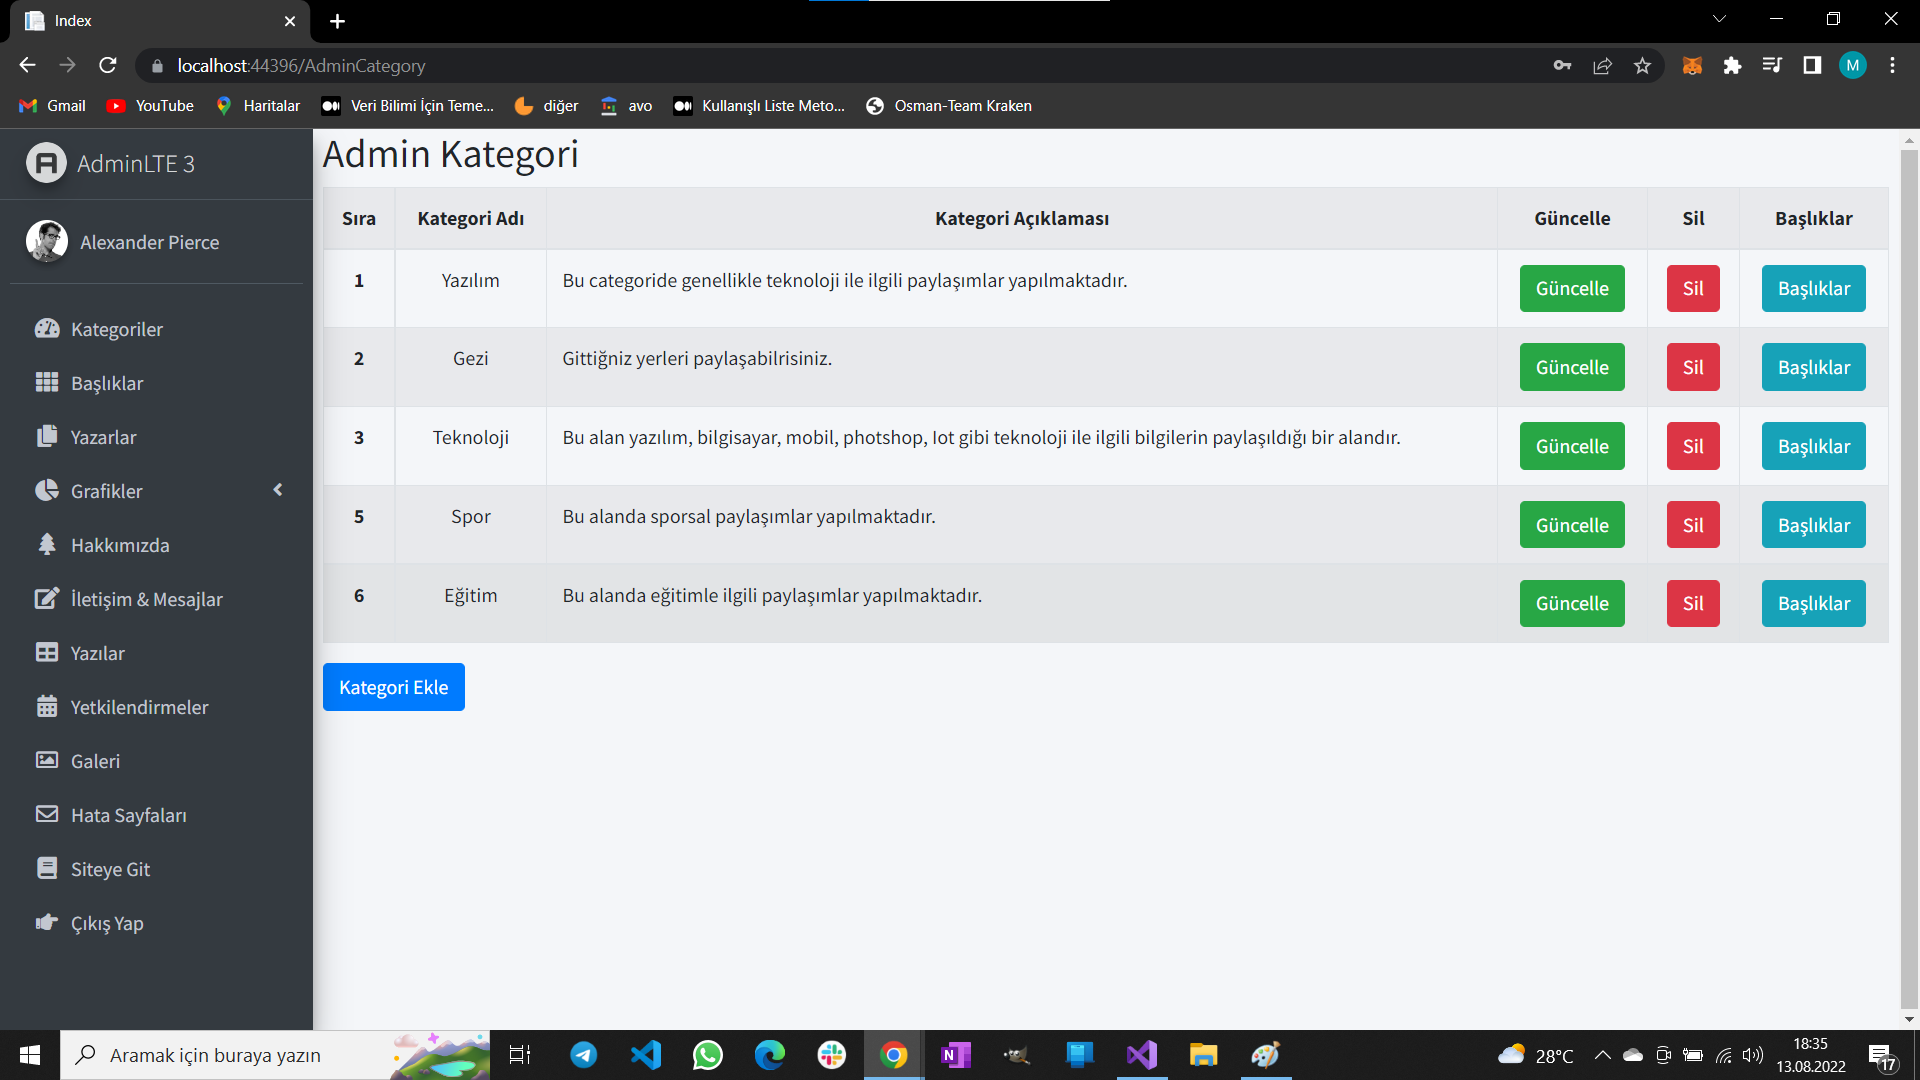 Index
localhost:44396/AdminCategory
M
Gmail YouTube Haritalar Veri Bilimi İçin Teme... diğer avo Kullanışlı Liste Meto... Osman-Team Kraken
AdminLTE 3
Alexander Pierce
Kategoriler
Başlıklar
Yazarlar
Grafikler
Hakkımızda
İletişim & Mesajlar
Yazılar
Yetkilendirmeler
Galeri
Hata Sayfaları
Siteye Git
Çıkış Yap
Admin Kategori
Sıra Kategori Adı Kategori Açıklaması Güncelle Sil Başlıklar
1 Yazılım Bu categoride genellikle teknoloji ile ilgili paylaşımlar yapılmaktadır. Güncelle Sil Başlıklar
2 Gezi Gittiğniz yerleri paylaşabilrisiniz. Güncelle Sil Başlıklar
3 Teknoloji Bu alan yazılım, bilgisayar, mobil, photshop, Iot gibi teknoloji ile ilgili bilgilerin paylaşıldığı bir alandır. Güncelle Sil Başlıklar
5 Spor Bu alanda sporsal paylaşımlar yapılmaktadır. Güncelle Sil Başlıklar
6 Eğitim Bu alanda eğitimle ilgili paylaşımlar yapılmaktadır. Güncelle Sil Başlıklar
Kategori Ekle
Aramak için buraya yazın
N
28°C
18:35
13.08.2022
17